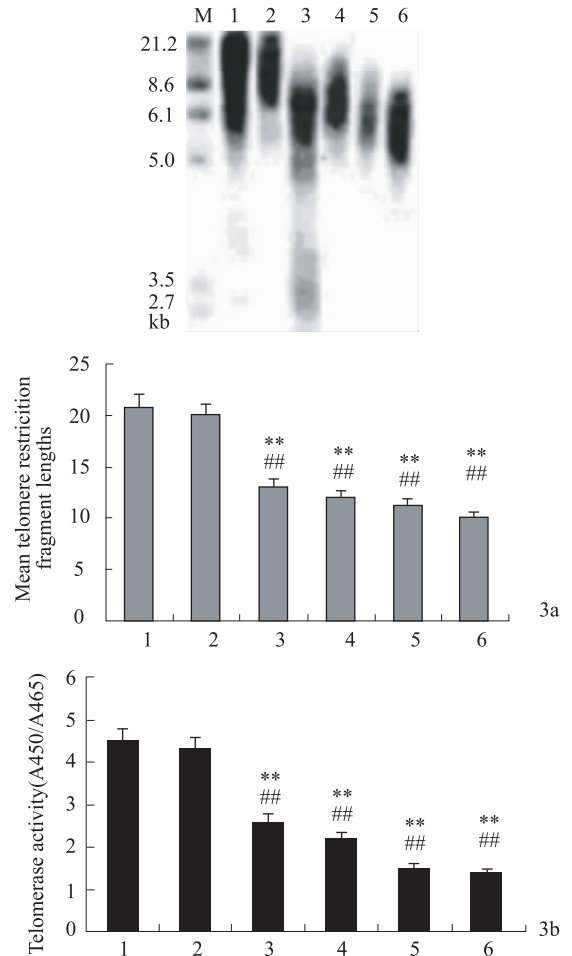 M 1 2 3 4 5 6
21.2
8.6
6.1
5.0
3.5
2.7
kb
Mean telomere restricition
fragment lengths
25
20
15
10
5
0
** ** ** **
## ## ## ##
1 2 3 4 5 6
3a
Telomerase activity(A450/A465)
6
5
4
3
2
1
0
** ** ** **
## ## ## ##
1 2 3 4 5 6
3b